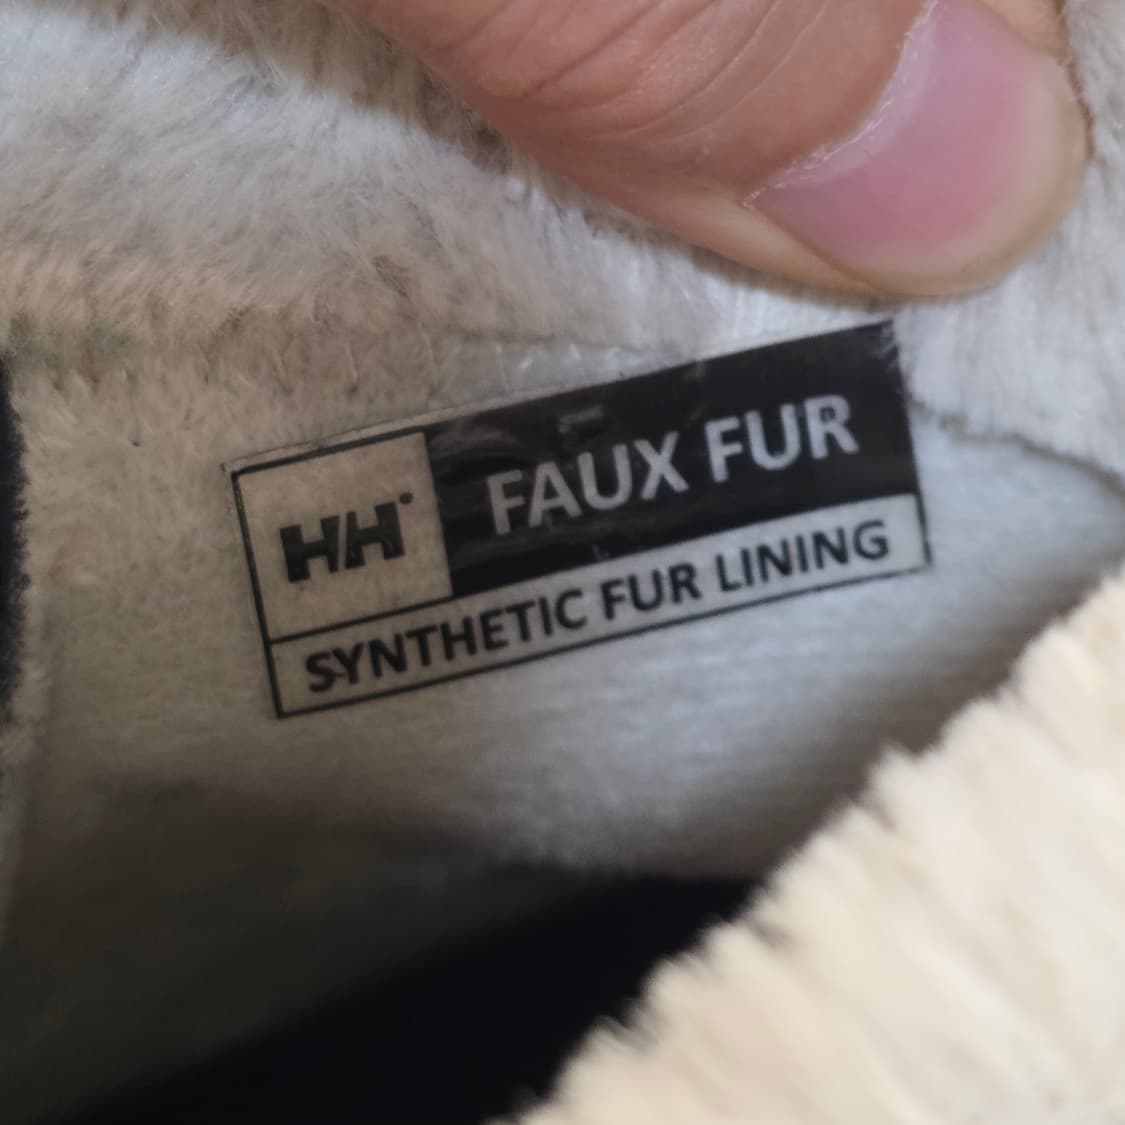 HH
FAUX FUR
SYNTHETIC FUR LINING